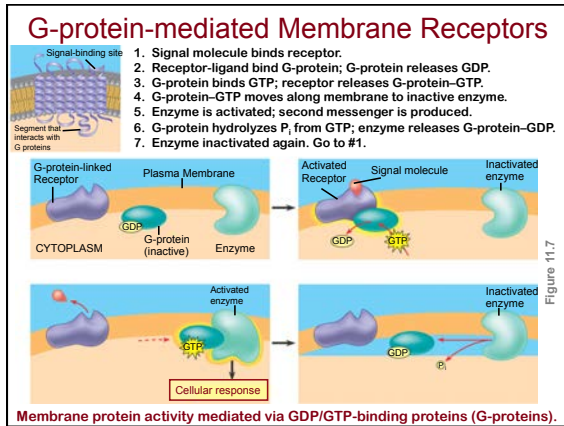 G-protein-mediated Membrane Receptors
Signal-binding site
Segment that
interacts with
G proteins
1. Signal molecule binds receptor.
2. Receptor-ligand bind G-protein; G-protein releases GDP.
3. G-protein binds GTP; receptor releases G-protein–GTP.
4. G-protein–GTP moves along membrane to inactive enzyme.
5. Enzyme is activated; second messenger is produced.
6. G-protein hydrolyzes Pi from GTP; enzyme releases G-protein–GDP.
7. Enzyme inactivated again. Go to #1.
G-protein-linked
Receptor
Plasma Membrane
GDP
CYTOPLASM
G-protein
(inactive)
Enzyme
Activated
Receptor
Signal molecule
Inactivated
enzyme
GDP
GTP
Figure 11.7
Activated
enzyme
GTP
Cellular response
Inactivated
enzyme
GDP
Pi
Membrane protein activity mediated via GDP/GTP-binding proteins (G-proteins).